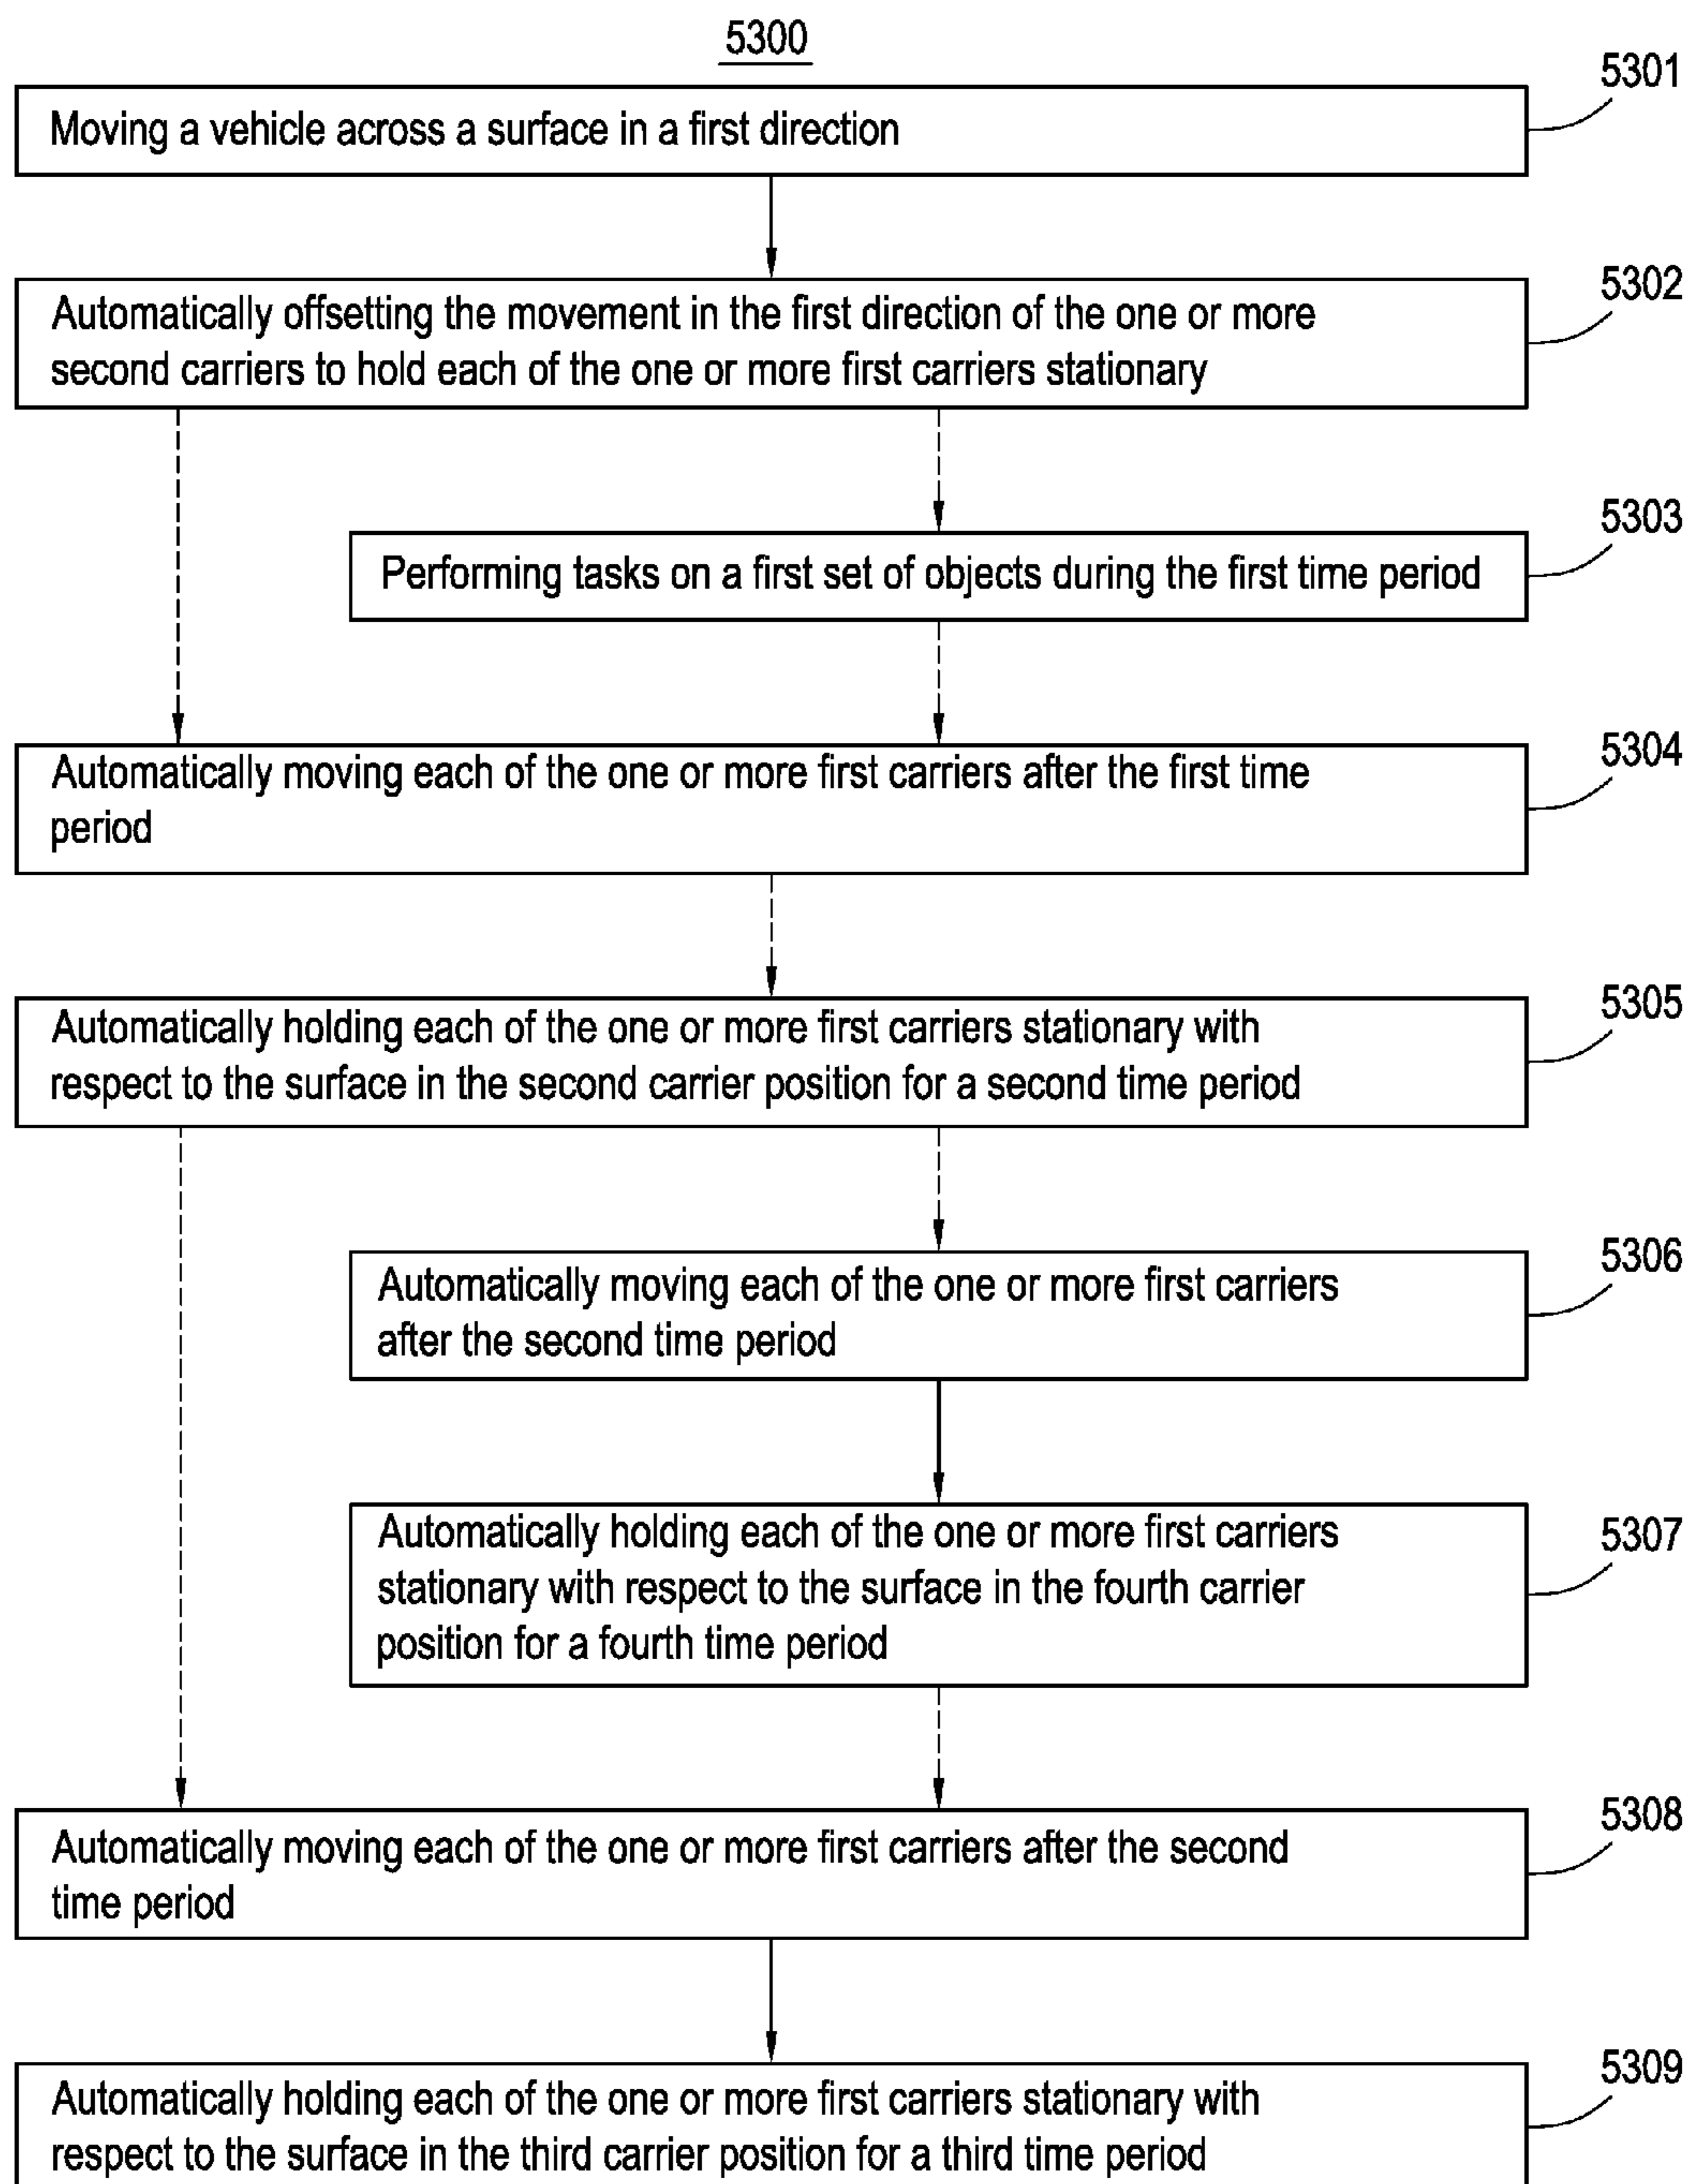 5300
5301
Moving a vehicle across a surface in a first direction
5302
Automatically offsetting the movement in the first direction of the one or more
second carriers to hold each of the one or more first carriers stationary
5303
Performing tasks on a first set of objects during the first time period
5304
Automatically moving each of the one or more first carriers after the first time
period
5305
Automatically holding each of the one or more first carriers stationary with
respect to the surface in the second carrier position for a second time period
5306
Automatically moving each of the one or more first carriers
after the second time period
5307
Automatically holding each of the one or more first carriers
stationary with respect to the surface in the fourth carrier
position for a fourth time period
5308
Automatically moving each of the one or more first carriers after the second
time period
5309
Automatically holding each of the one or more first carriers stationary with
respect to the surface in the third carrier position for a third time period